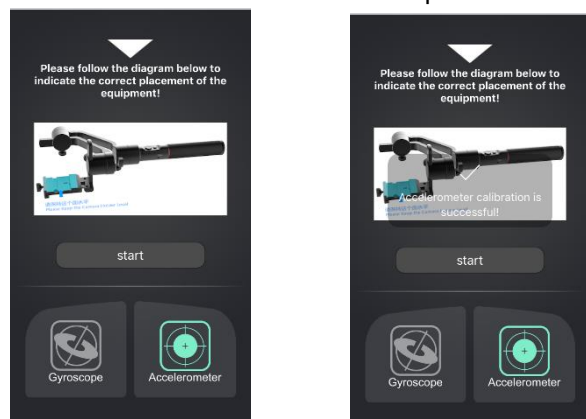 Please follow the diagram below to
indicate the correct placement of the
equipment!
start
Gyroscope
Accelerometer
Please follow the diagram below to
indicate the correct placement of the
equipment!
Accelerometer calibration is
successful!
start
Gyroscope
Accelerometer